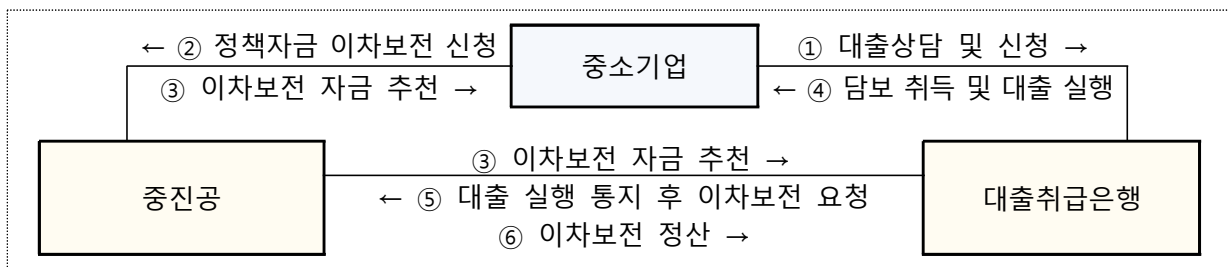 ← ② 정책자금 이차보전 신청
③ 이차보전 자금 추천 →
중소기업
① 대출상담 및 신청 →
← ④ 담보 취득 및 대출 실행
중진공
③ 이차보전 자금 추천 →
← ⑤ 대출 실행 통지 후 이차보전 요청
⑥ 이차보전 정산 →
대출취급은행